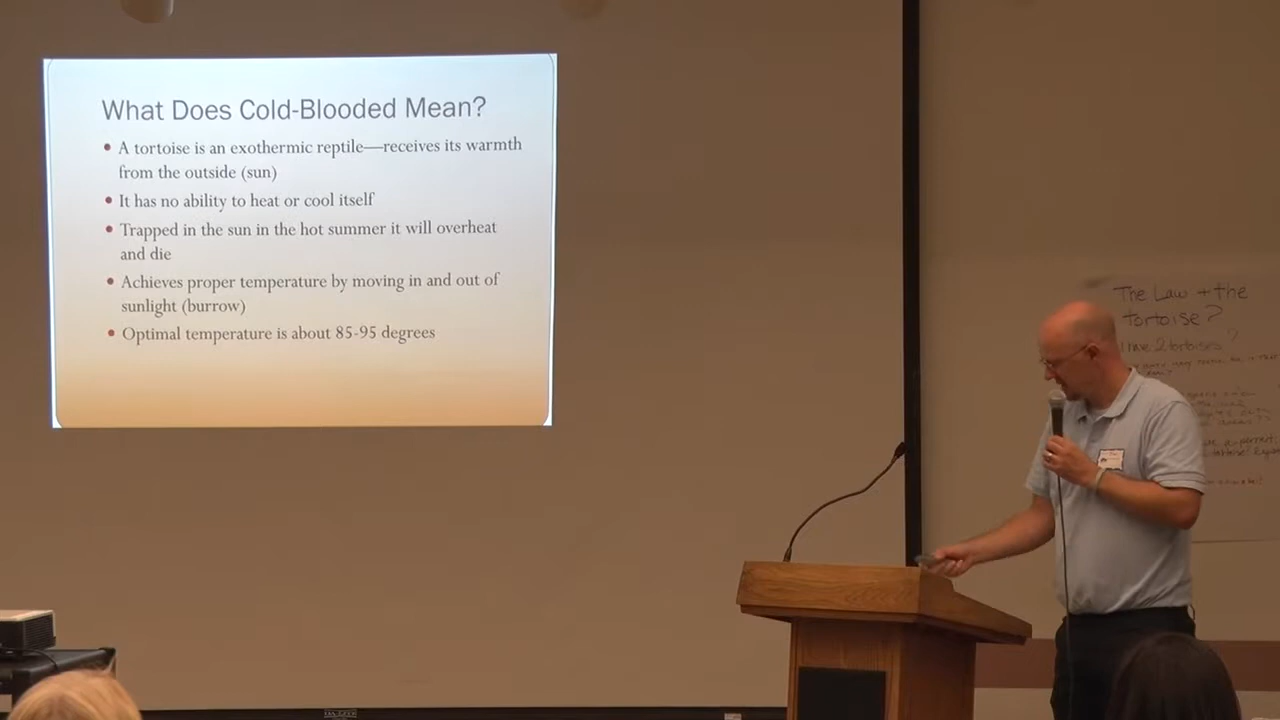 What Does Cold-Blooded Mean?
• A tortoise is an exothermic reptile—receives its warmth
from the outside (sun)
• It has no ability to heat or cool itself
• Trapped in the sun in the hot summer it will overheat
and die
• Achieves proper temperature by moving in and out of
sunlight (burrow)
• Optimal temperature is about 85-95 degrees
The Law + the
tortoise?
have 2 tortoises?